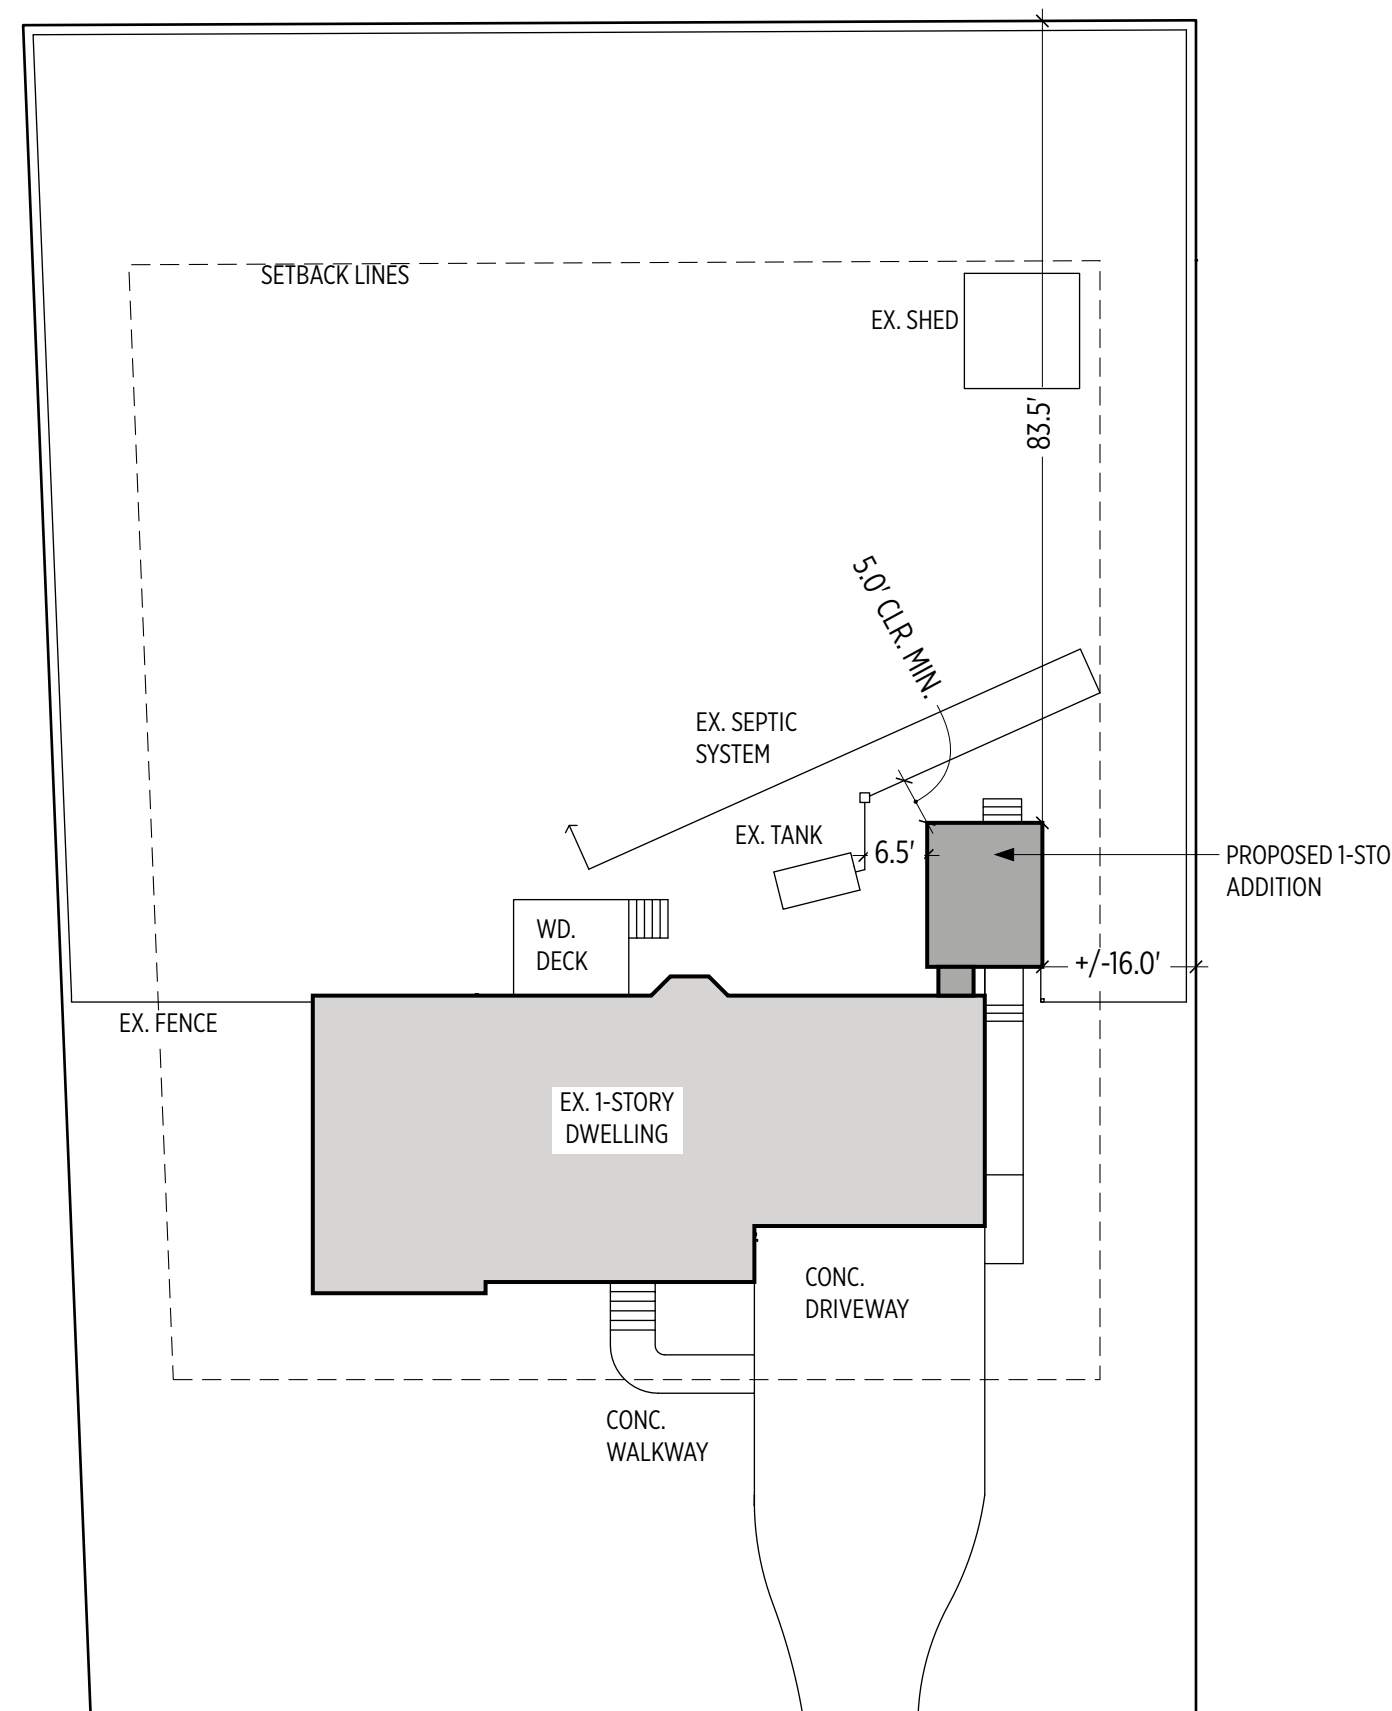 SETBACK LINES
EX. SHED
83.5'
5.0' CLR. MIN.
EX. SEPTIC
SYSTEM
EX. TANK
6.5'
PROPOSED 1-STO
ADDITION
WD.
DECK
+/-16.0'
EX. FENCE
EX. 1-STORY
DWELLING
CONC.
DRIVEWAY
CONC.
WALKWAY